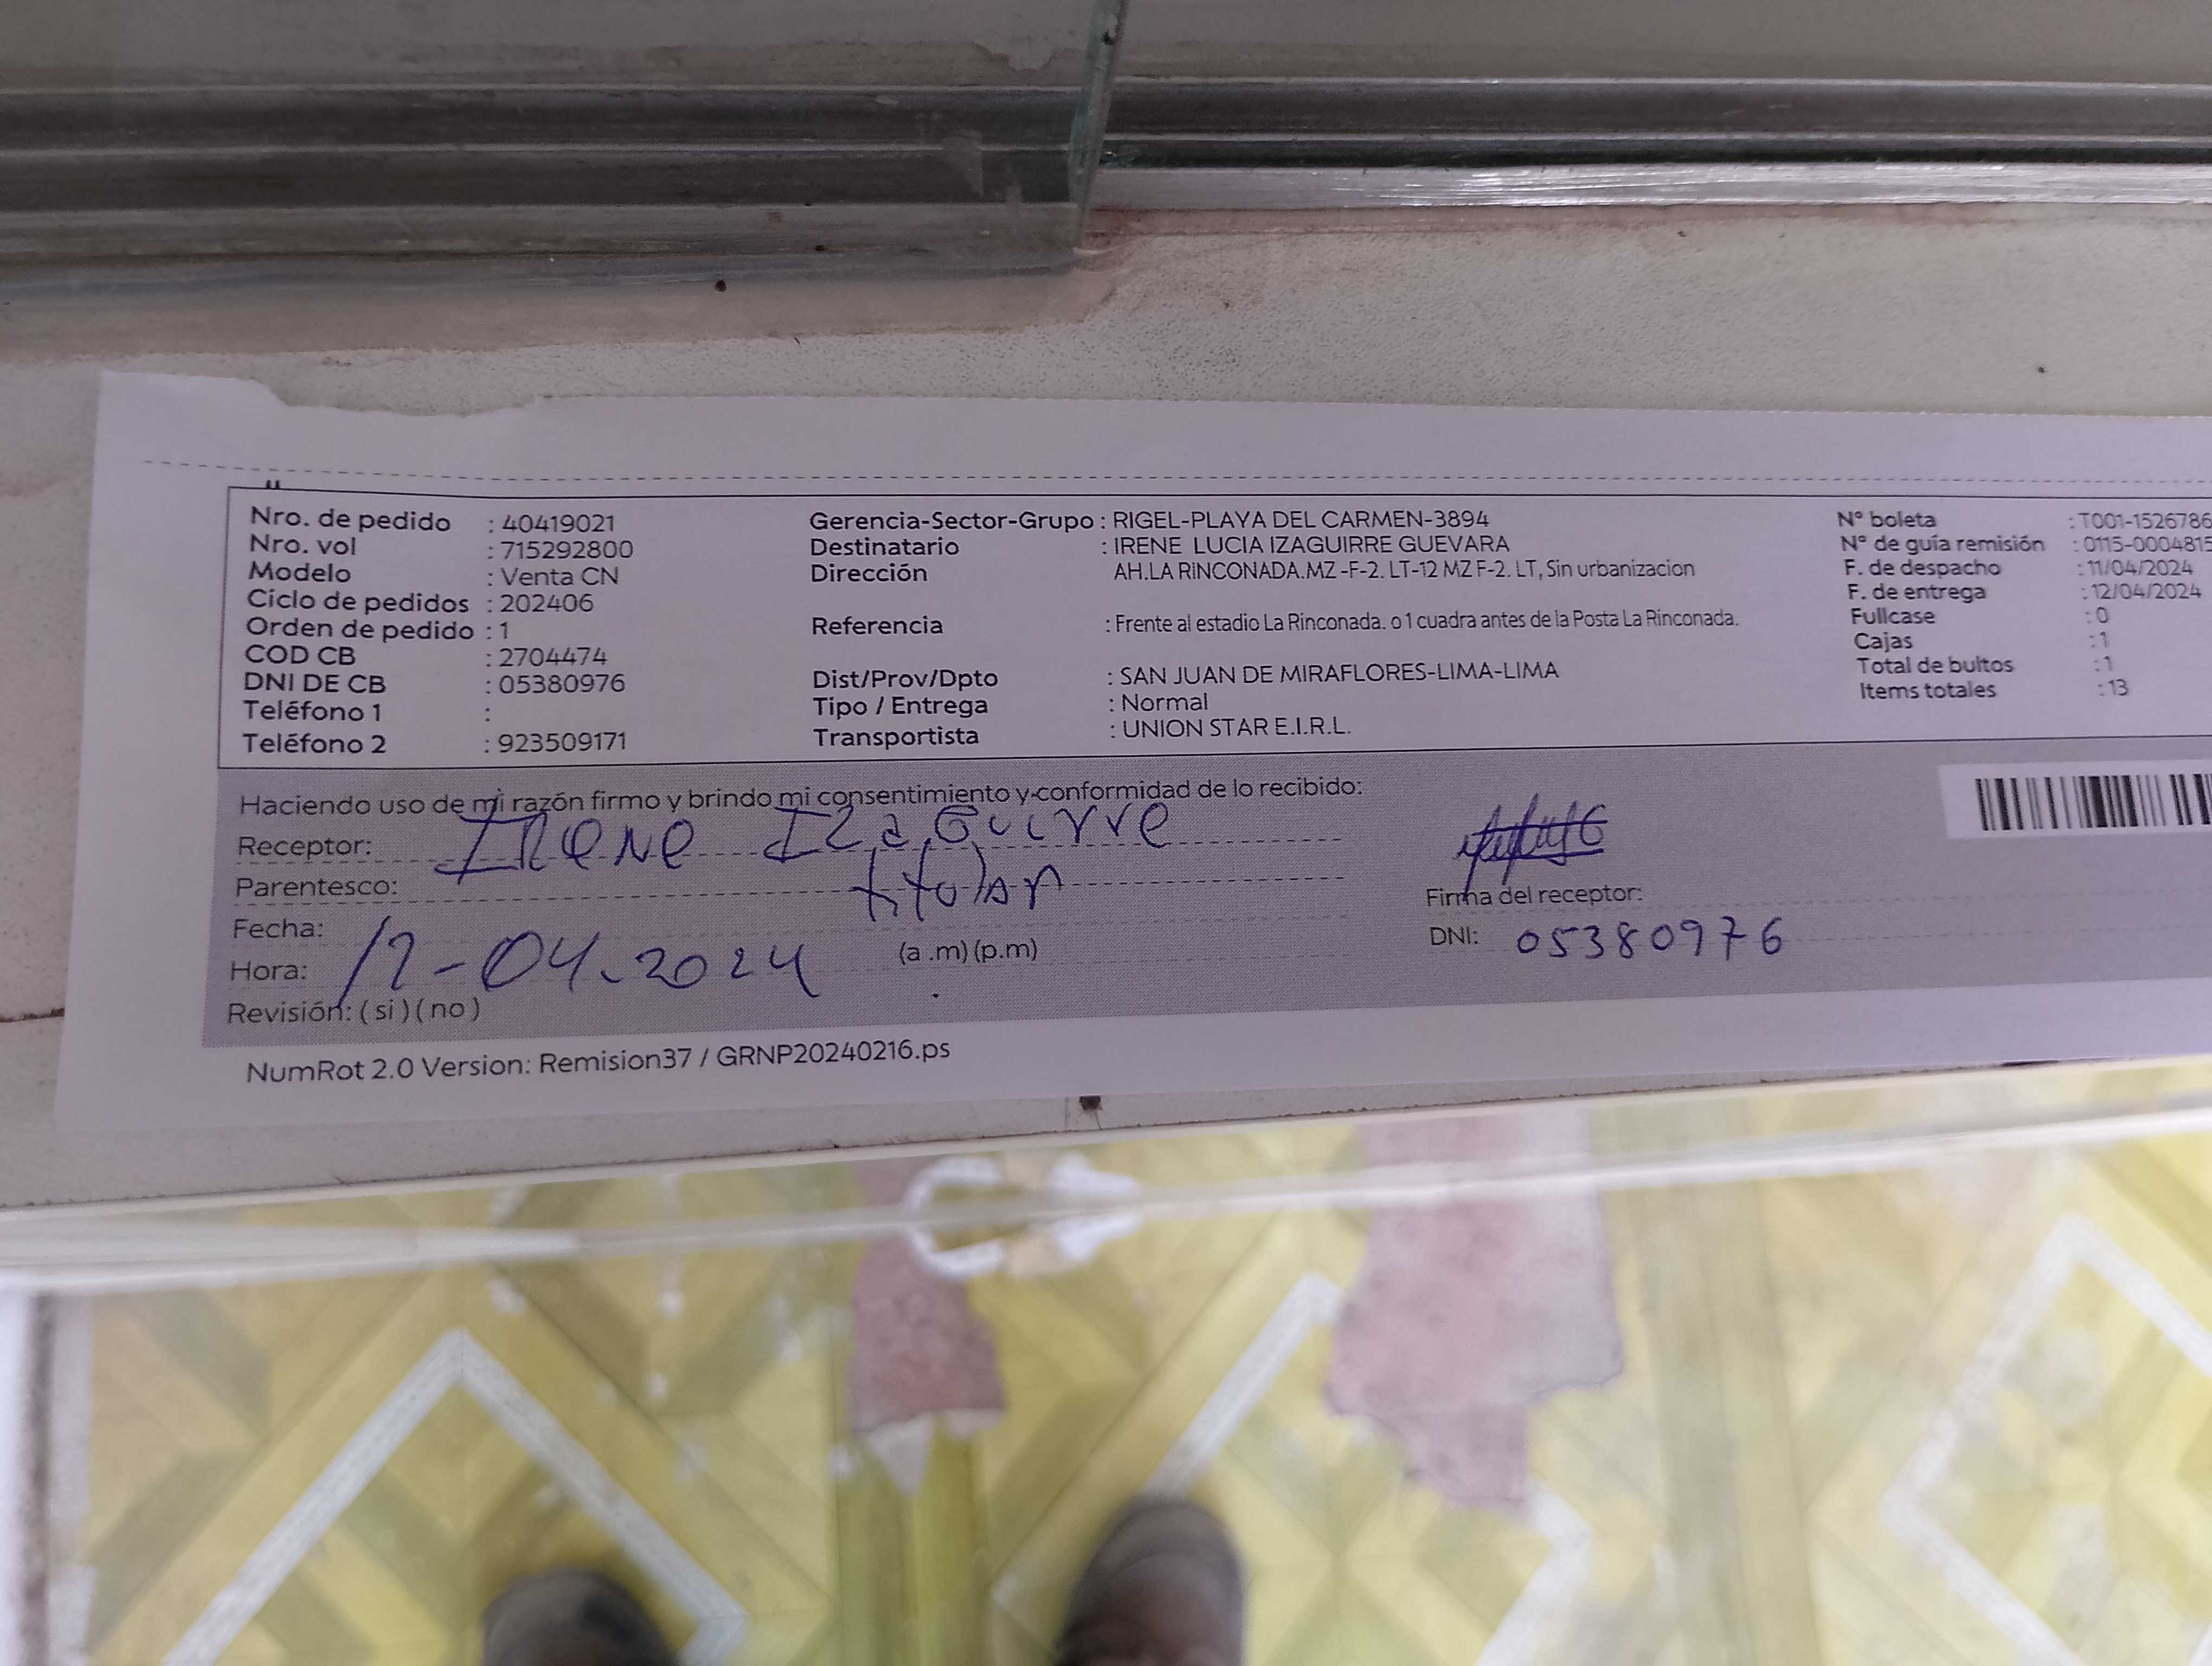 Nro. de pedido : 40419021
Nro. vol : 715292800
Modelo : Venta CN
Ciclo de pedidos : 202406
Orden de pedido : 1
COD CB : 2704474
DNI DE CB : 05380976
Teléfono 1 :
Teléfono 2 : 923509171
Gerencia-Sector-Grupo : RIGEL-PLAYA DEL CARMEN-3894
Destinatario : IRENE LUCIA IZAGUIRRE GUEVARA
Dirección AH.LA RINCONADA.MZ -F-2. LT-12 MZ F-2. LT, Sin urbanizacion
Referencia : Frente al estadio La Rinconada. o 1 cuadra antes de la Posta La Rinconada.
Dist/Prov/Dpto : SAN JUAN DE MIRAFLORES-LIMA-LIMA
Tipo / Entrega : Normal
Transportista : UNION STAR E.I.R.L.
N° boleta : T001-1526786
N° de guía remisión : 0115-0004815
F. de despacho : 11/04/2024
F. de entrega : 12/04/2024
Fullcase : 0
Cajas : 1
Total de bultos : 1
Items totales : 13
Haciendo uso de mi razón firmo y brindo mi consentimiento y conformidad de lo recibido:
Receptor: Irene Izaguirre
Parentesco: titular
Fecha: 12-04.2024
Hora: (a .m) (p.m)
Revisión: ( si ) ( no )
Firma del receptor:
DNI: 05380976
NumRot 2.0 Version: Remision37 / GRNP20240216.ps